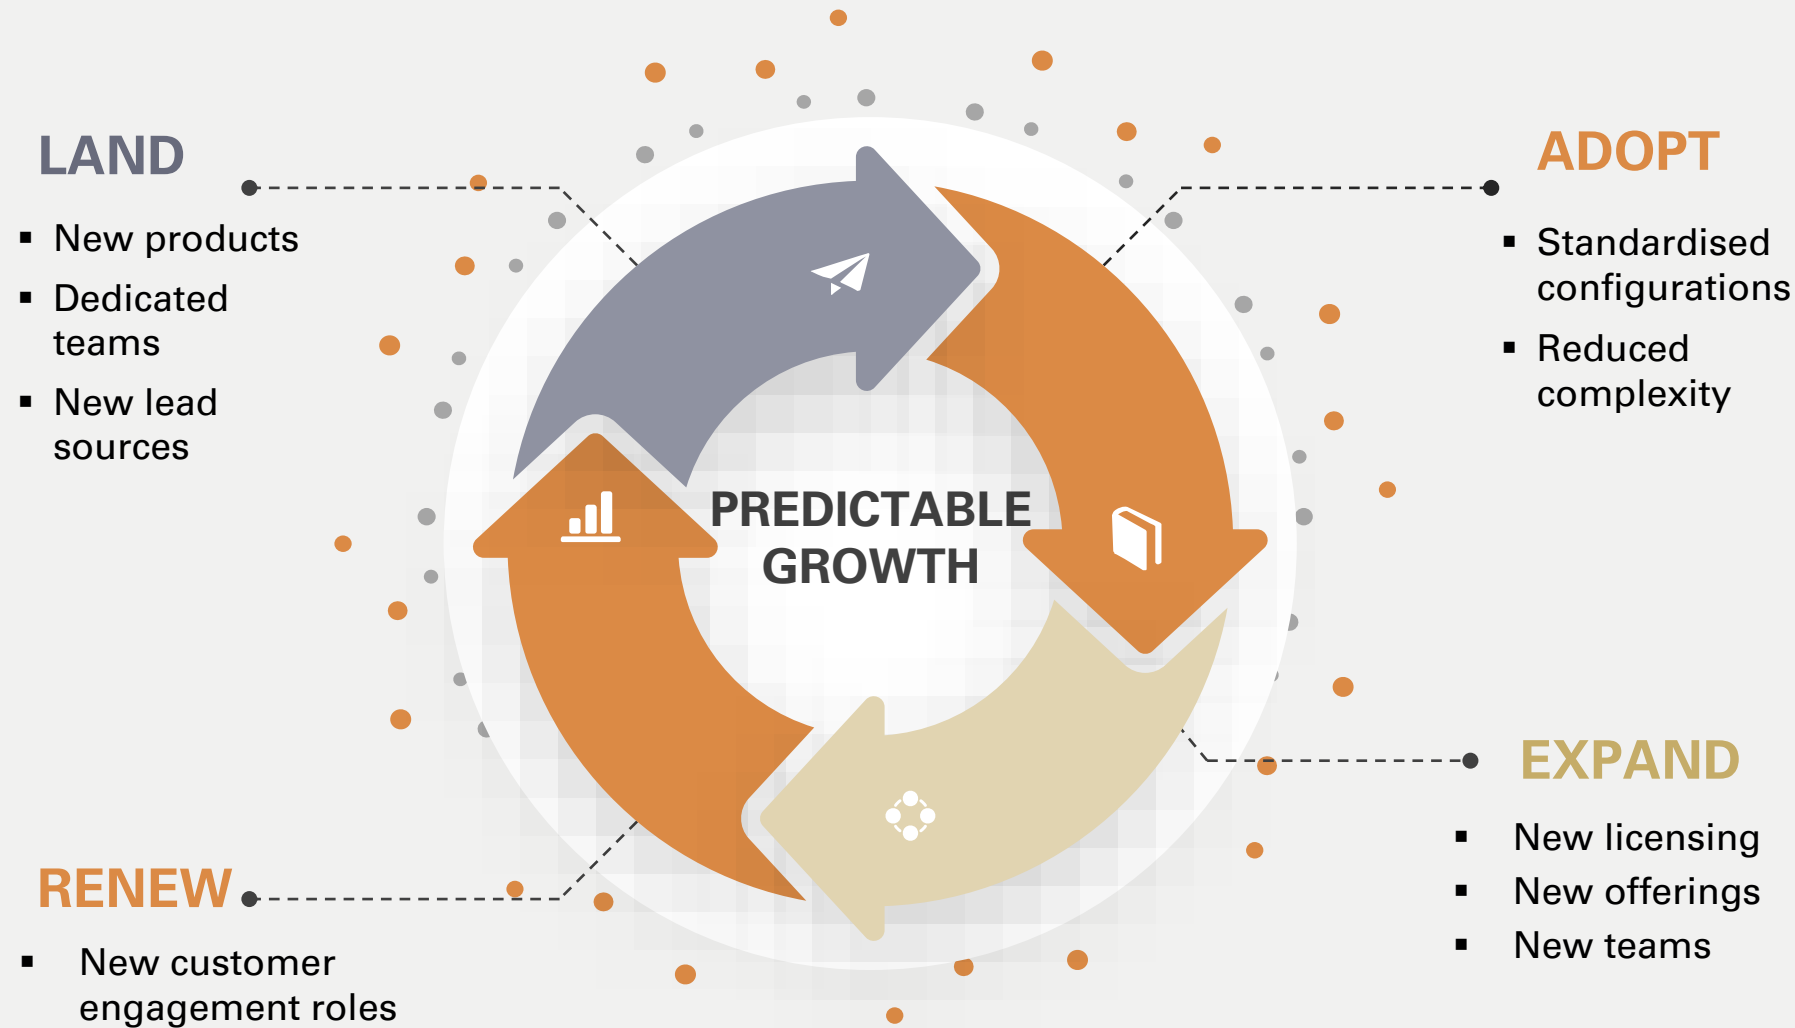 LAND
▪ New products
▪ Dedicated
teams
▪ New lead
sources
ADOPT
▪ Standardised
configurations
▪ Reduced
complexity
PREDICTABLE
GROWTH
EXPAND
▪ New licensing
▪ New offerings
▪ New teams
RENEW
▪ New customer
engagement roles